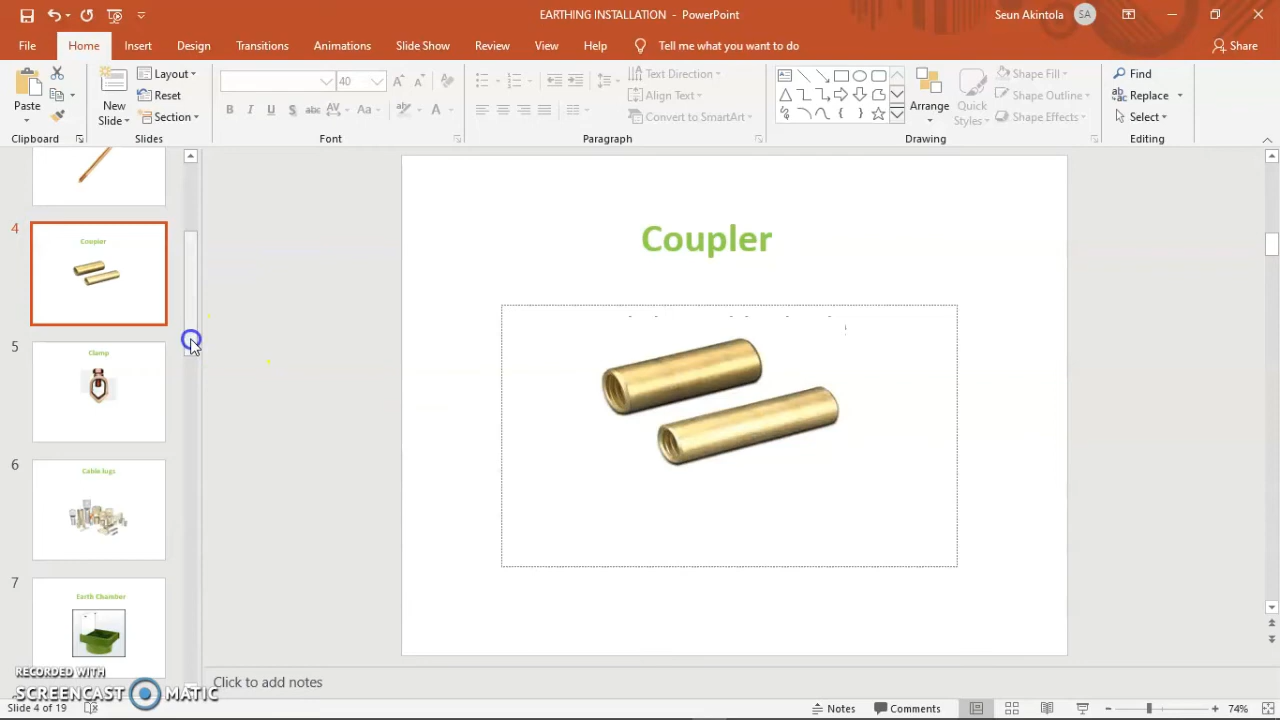 EARTHING INSTALLATION - PowerPoint
Seun Akintola
SA
File
Home
Insert
Design
Transitions
Animations
Slide Show
Review
View
Help
Tell me what you want to do
Share
Paste
Clipboard
New
Slide
Layout
Reset
Section
Slides
40
Font
Text Direction
Align Text
Convert to SmartArt
Paragraph
Arrange
Quick
Styles
Shape Fill
Shape Outline
Shape Effects
Drawing
Find
Replace
Select
Editing
4
Coupler
5
Clamp
6
Cable lugs
7
Earth Chamber
Coupler
Click to add notes
RECORDED WITH
SCREENCAST MATIC
Slide 4 of 19
Notes
Comments
74%